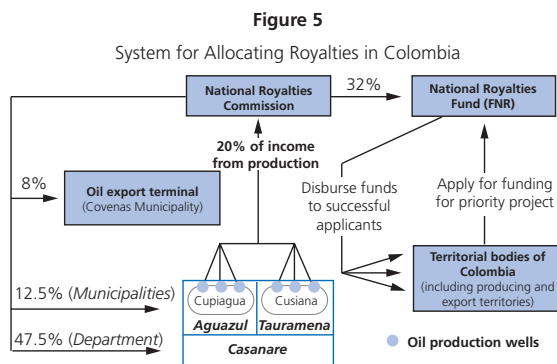 Figure 5
System for Allocating Royalties in Colombia
National Royalties
Commission
32%
National Royalties
Fund (FNR)
20% of income
from production
8%
Oil export terminal
(Covenas Municipality)
Disburse funds
to successful
applicants
Apply for funding
for priority project
Territorial bodies of
Colombia
(including producing and
export territories)
12.5% (Municipalities)
Cupiagua
Cusiana
Aguazul
Tauramena
47.5% (Department)
Casanare
Oil production wells